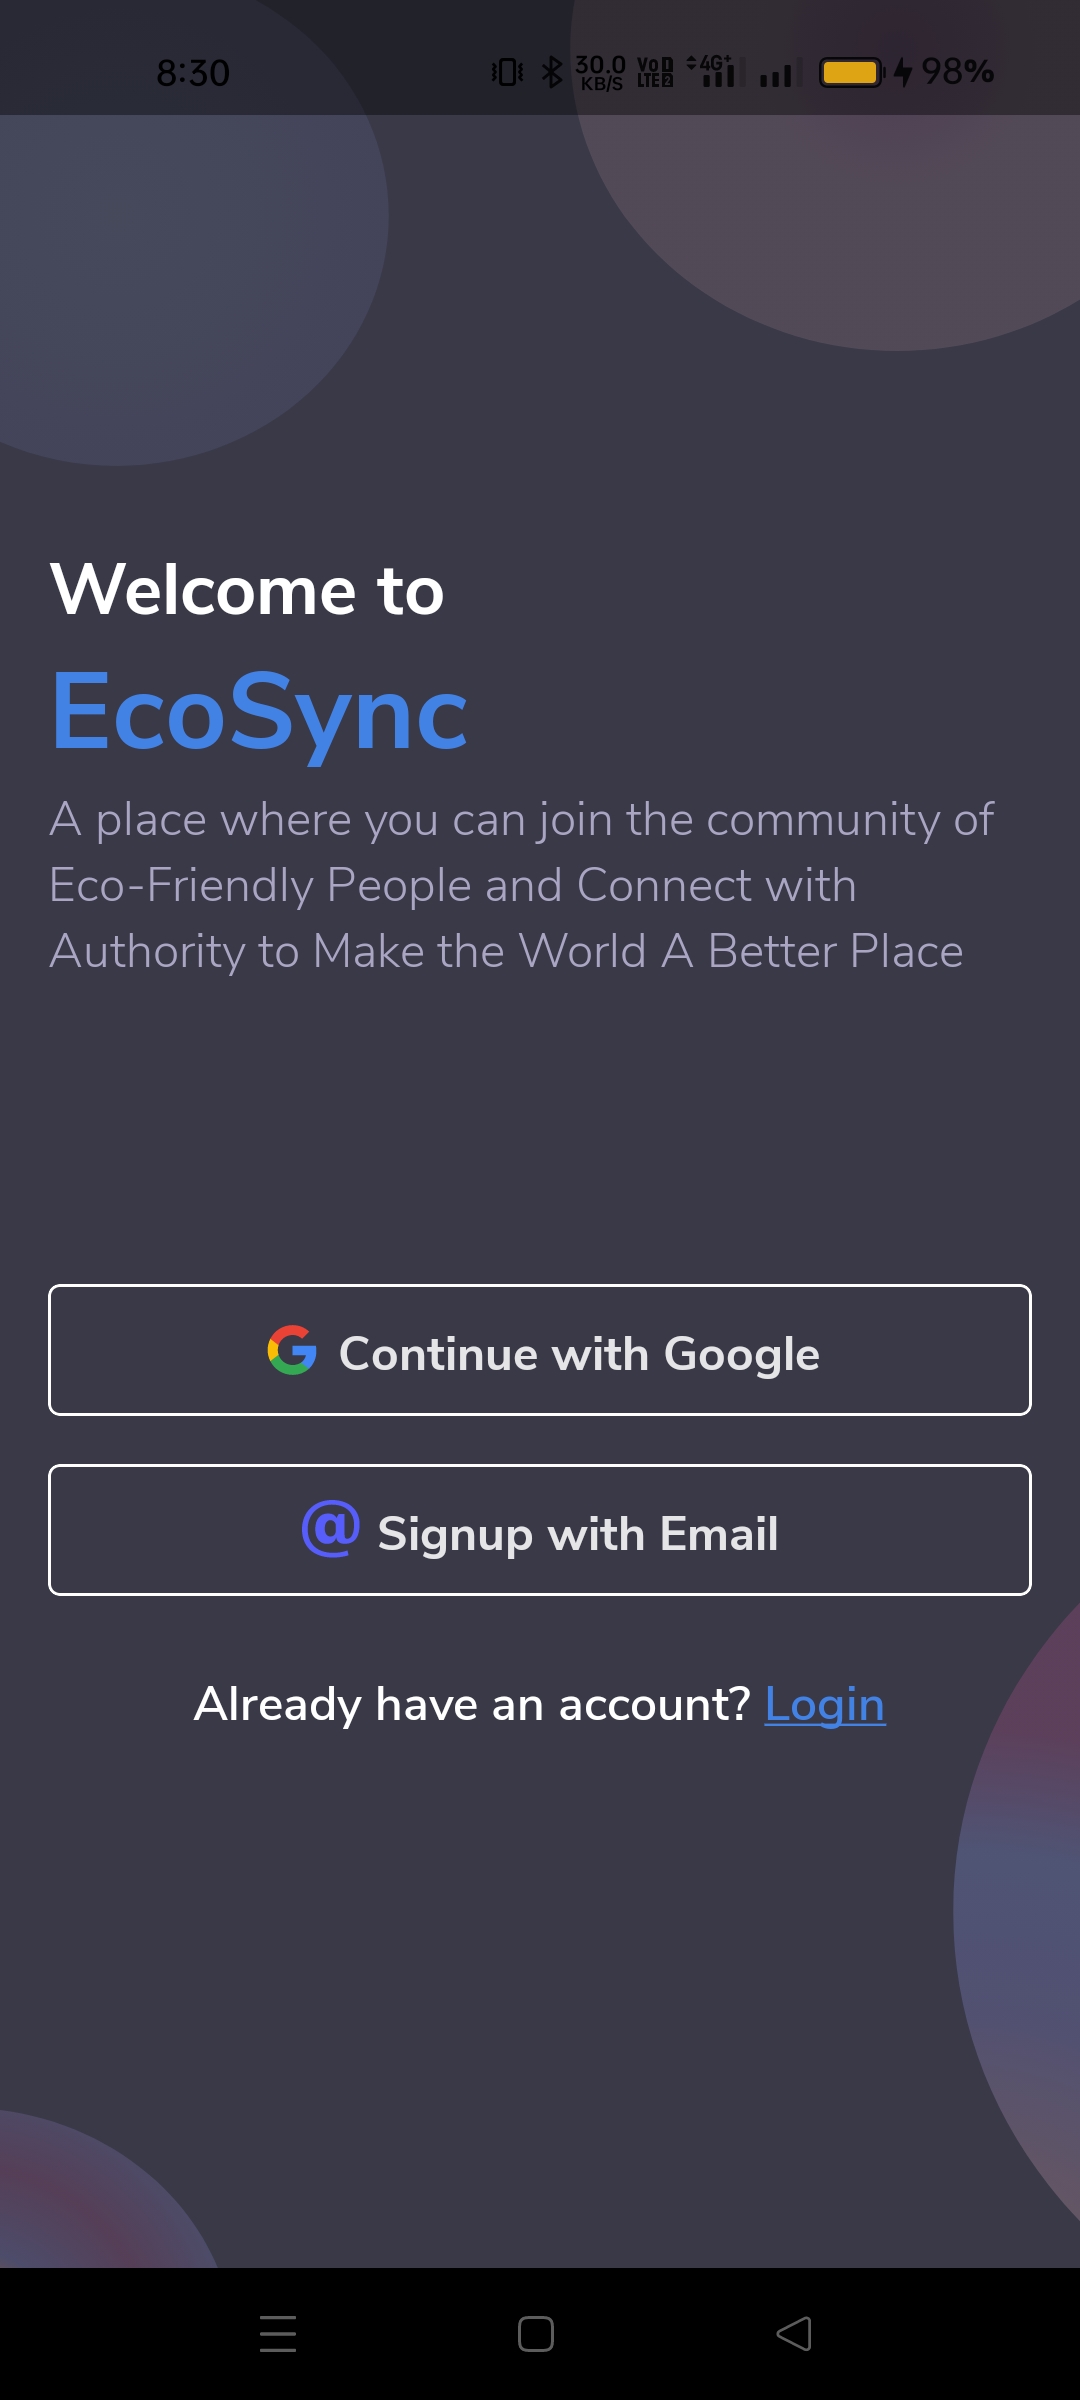 8:30 30.0 KB/S VoD LTE 2 4G+ 98%
Welcome to
EcoSync
A place where you can join the community of
Eco-Friendly People and Connect with
Authority to Make the World A Better Place
Continue with Google
@ Signup with Email
Already have an account? Login